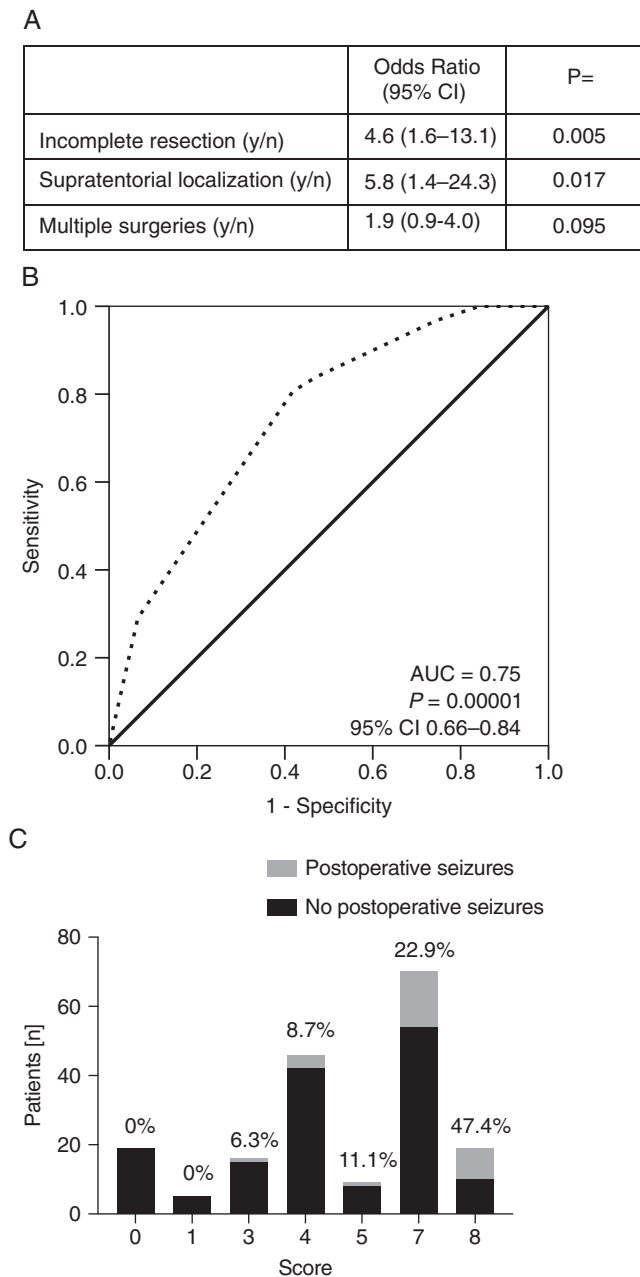 A
Odds Ratio
(95% CI)
P=
Incomplete resection (y/n)
4.6 (1.6–13.1)
0.005
Supratentorial localization (y/n)
5.8 (1.4–24.3)
0.017
Multiple surgeries (y/n)
1.9 (0.9-4.0)
0.095
B
1.0
0.8
0.6
0.4
0.2
0.0
Sensitivity
AUC = 0.75
P = 0.00001
95% CI 0.66–0.84
0.0 0.2 0.4 0.6 0.8 1.0
1 - Specificity
C
Postoperative seizures
No postoperative seizures
80
60
40
20
0
Patients [n]
0%
0%
6.3%
8.7%
11.1%
22.9%
47.4%
0 1 3 4 5 7 8
Score